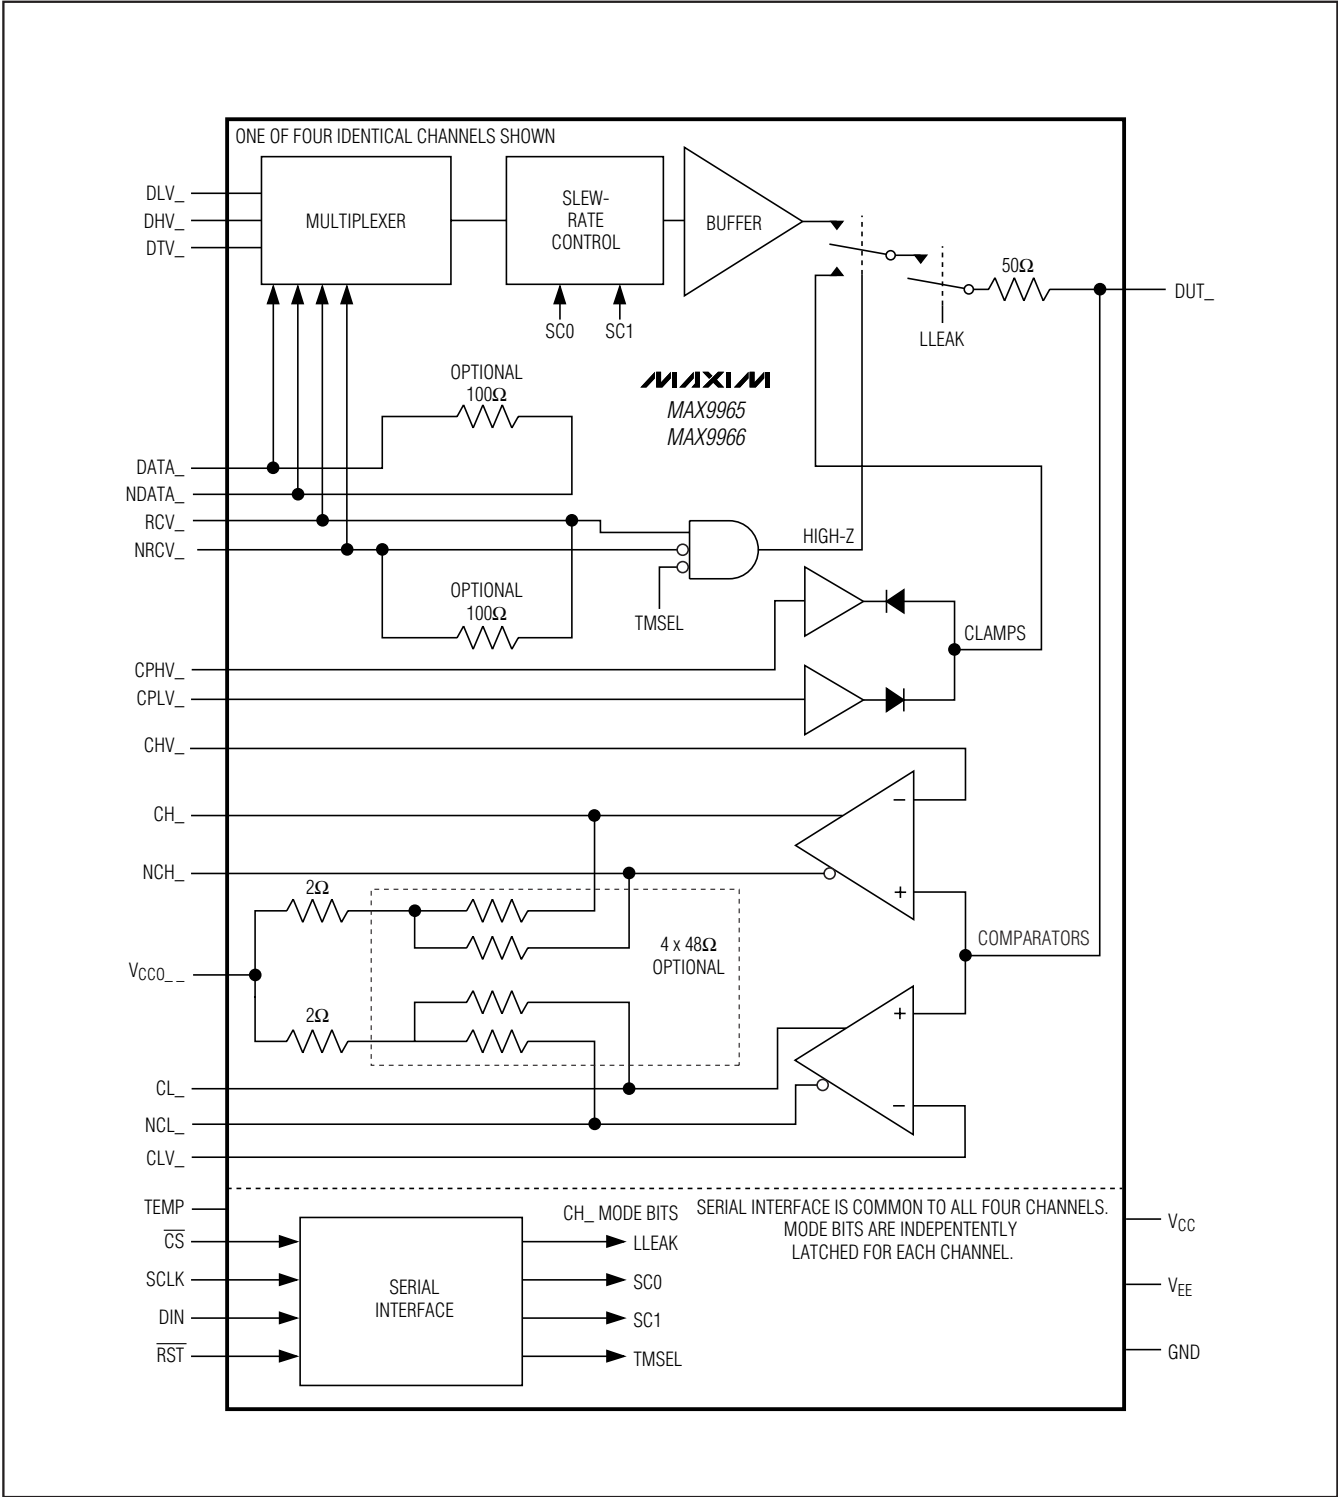 ONE OF FOUR IDENTICAL CHANNELS SHOWN
DLV_
DHV_
DTV_
MULTIPLEXER
SLEW-
RATE
CONTROL
BUFFER
SC0
SC1
50Ω
DUT_
LLEAK
OPTIONAL
100Ω
MAXIM
MAX9965
MAX9966
DATA_
NDATA_
RCV_
NRCV_
HIGH-Z
OPTIONAL
100Ω
TMSEL
CLAMPS
CPHV_
CPLV_
CHV_
CH_
NCH_
−
+
2Ω
4 x 48Ω
OPTIONAL
COMPARATORS
VCCO_ _
2Ω
+
−
CL_
NCL_
CLV_
TEMP
CS
SCLK
DIN
RST
SERIAL
INTERFACE
CH_ MODE BITS
LLEAK
SC0
SC1
TMSEL
SERIAL INTERFACE IS COMMON TO ALL FOUR CHANNELS.
MODE BITS ARE INDEPENTENTLY
LATCHED FOR EACH CHANNEL.
VCC
VEE
GND